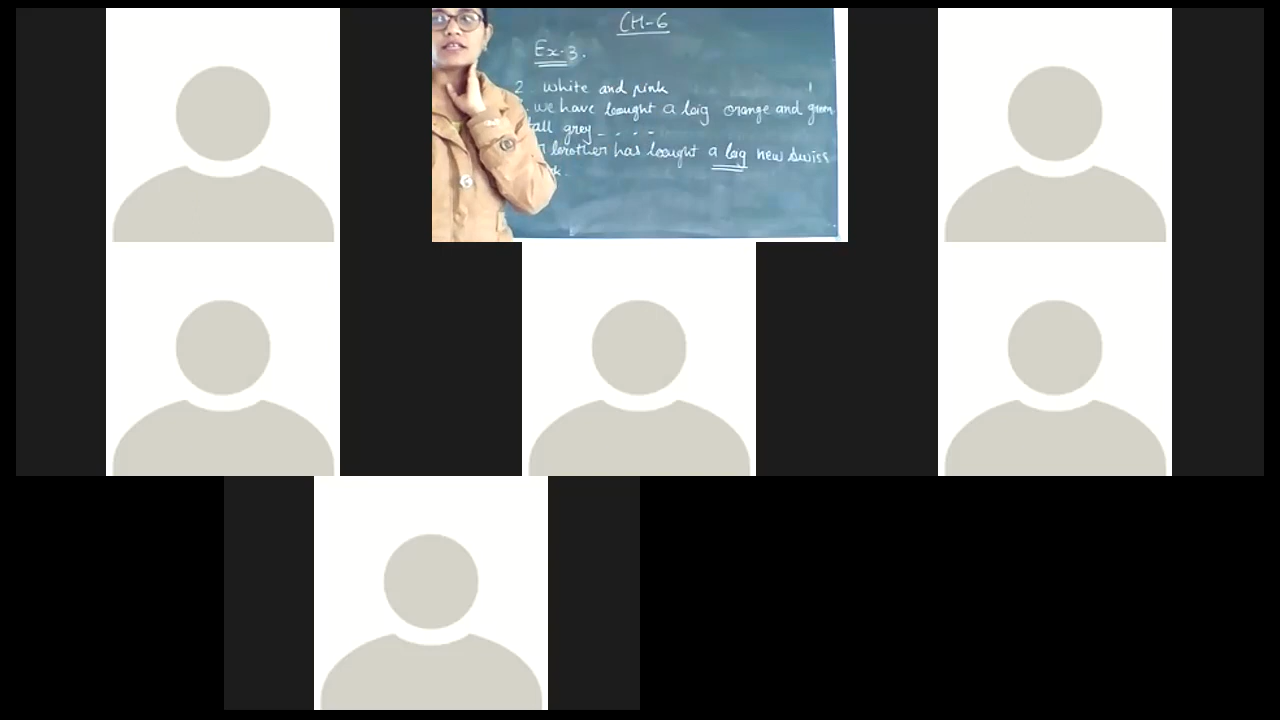 CH-6
Ex-3.
2. white and pink
we have bought a big orange and green
tall grey - - - -
brother has bought a big new swiss